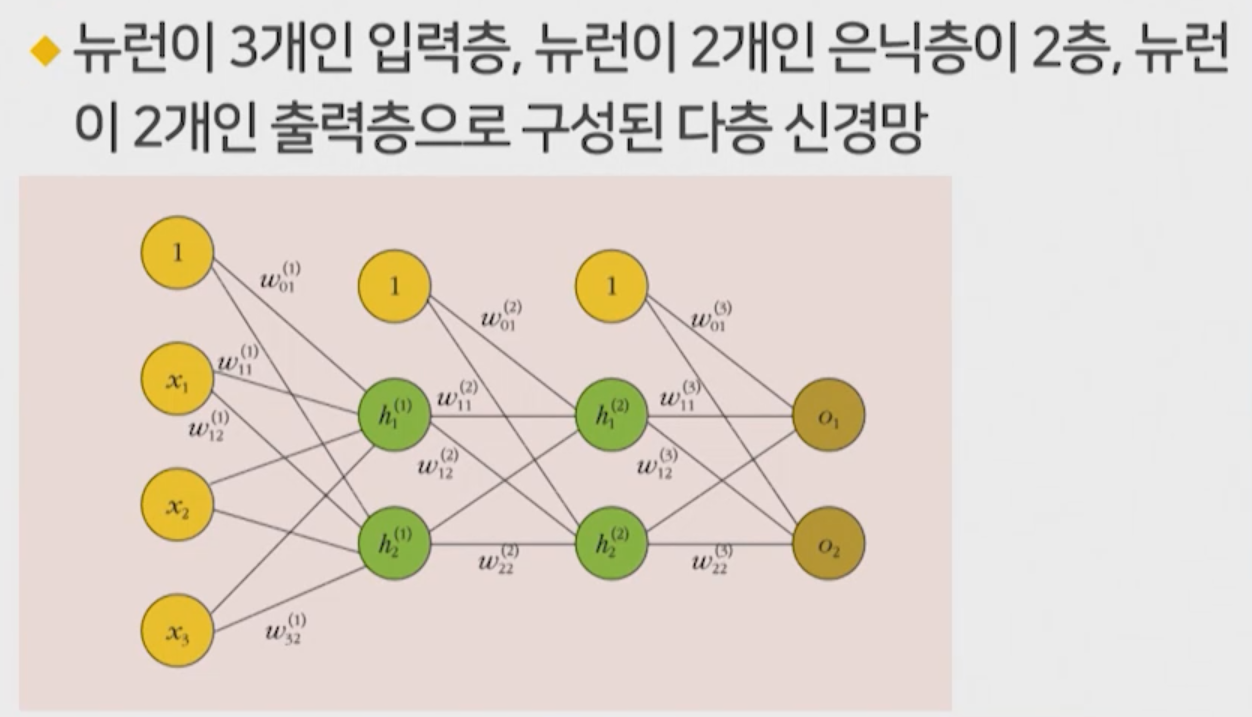 뉴런이 3개인 입력층, 뉴런이 2개인 은닉층이 2층, 뉴런
이 2개인 출력층으로 구성된 다층 신경망
1
w₀₁⁽¹⁾
1
1
w₀₁⁽²⁾
w₀₁⁽³⁾
x₁
w₁₁⁽¹⁾
w₁₂⁽¹⁾
h₁⁽¹⁾
w₁₁⁽²⁾
h₁⁽²⁾
w₁₁⁽³⁾
o₁
w₁₂⁽²⁾
w₁₂⁽³⁾
x₂
h₂⁽¹⁾
w₂₂⁽²⁾
h₂⁽²⁾
w₂₂⁽³⁾
o₂
x₃
w₃₂⁽¹⁾